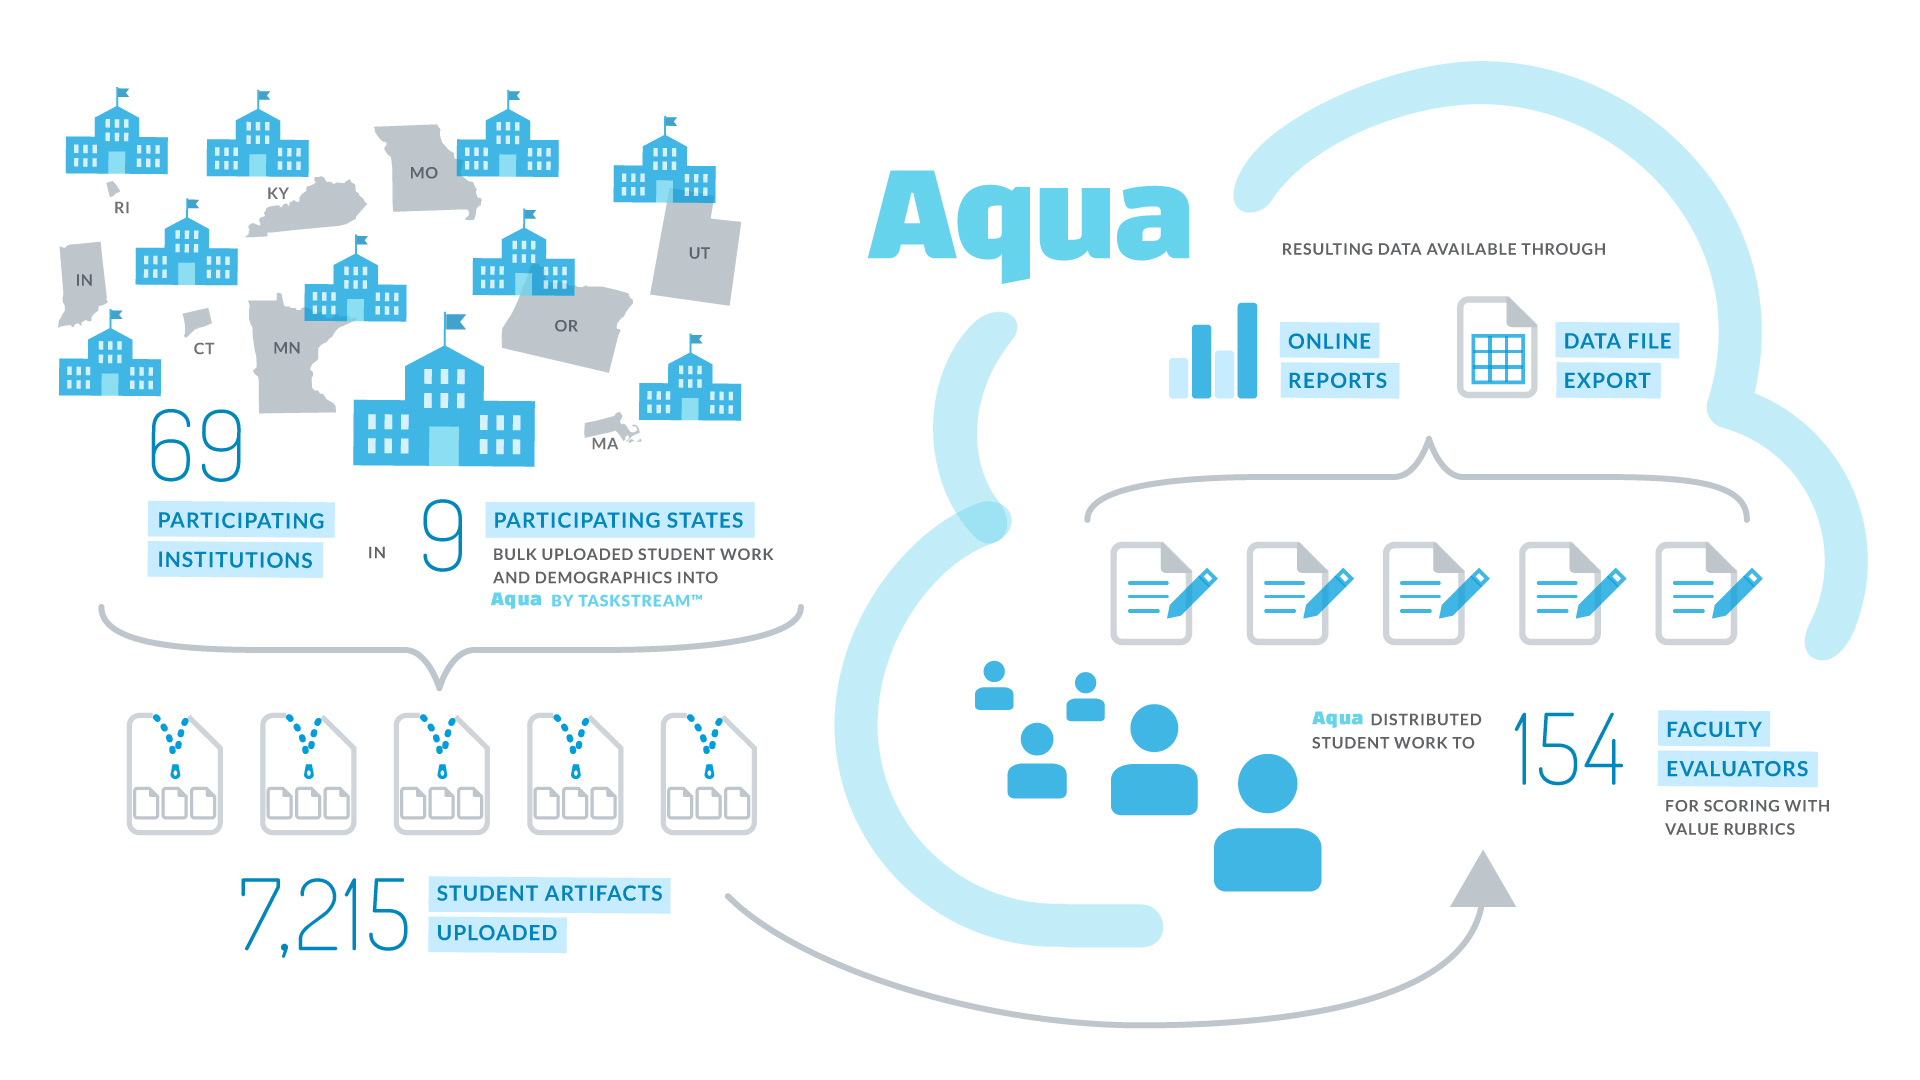 RI
KY
MO
UT
IN
CT
MN
OR
MA
69
PARTICIPATING
INSTITUTIONS
IN
9
PARTICIPATING STATES
BULK UPLOADED STUDENT WORK
AND DEMOGRAPHICS INTO
Aqua BY TASKSTREAM™
7,215
STUDENT ARTIFACTS
UPLOADED
Aqua
RESULTING DATA AVAILABLE THROUGH
ONLINE
REPORTS
DATA FILE
EXPORT
Aqua DISTRIBUTED
STUDENT WORK TO
154
FACULTY
EVALUATORS
FOR SCORING WITH
VALUE RUBRICS